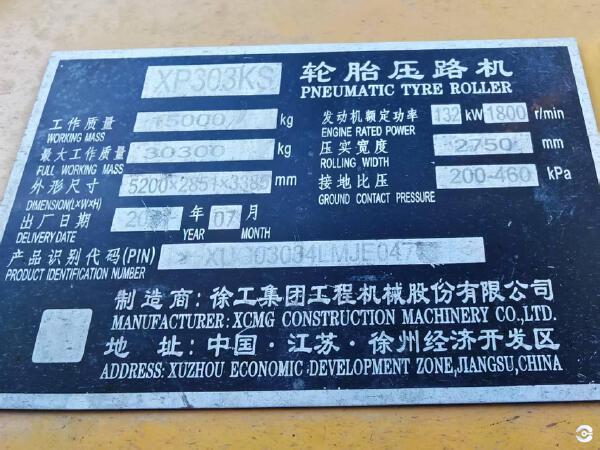 XP303KS 轮胎压路机
PNEUMATIC TYRE ROLLER
工作质量 15000 kg 发动机额定功率 132 kW 1800 r/min
WORKING MASS ENGINE RATED POWER
最大工作质量 30300 kg 压实宽度 2750 mm
FULL WORKING MASS ROLLING WIDTH
外形尺寸 5200×2851×3385 mm 接地比压 200-460 kPa
DIMENSION(L×W×H) GROUND CONTACT PRESSURE
出厂日期 年 07 月
DELIVERY DATE YEAR MONTH
产品识别代码(PIN)
PRODUCT IDENTIFICATION NUMBER
制造商:徐工集团工程机械股份有限公司
MANUFACTURER: XCMG CONSTRUCTION MACHINERY CO.,LTD.
地 址: 中国·江苏·徐州经济开发区
ADDRESS: XUZHOU ECONOMIC DEVELOPMENT ZONE,JIANGSU,CHINA